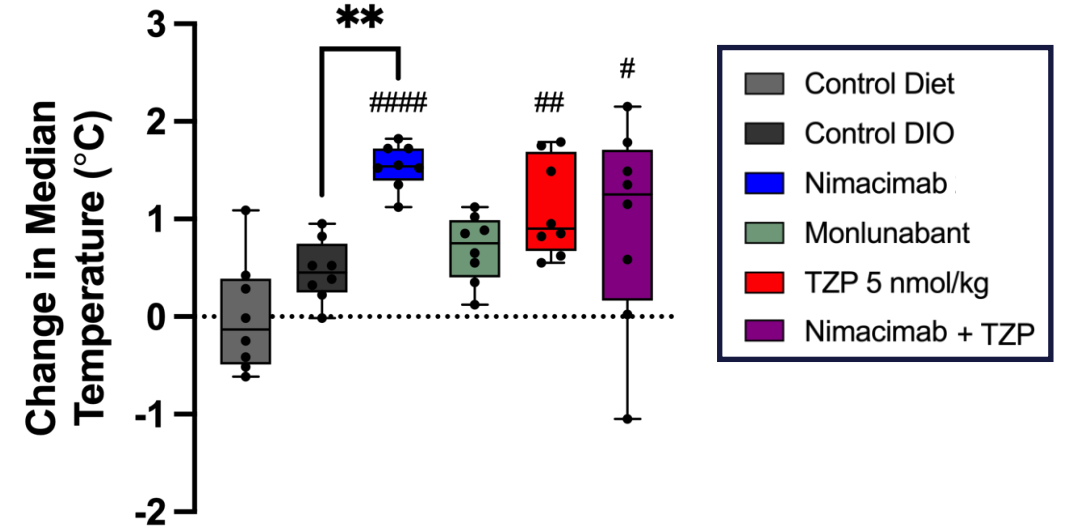 Change in Median
Temperature (°C)
3
2
1
0
-1
-2
**
####
##
#
Control Diet
Control DIO
Nimacimab
Monlunabant
TZP 5 nmol/kg
Nimacimab + TZP